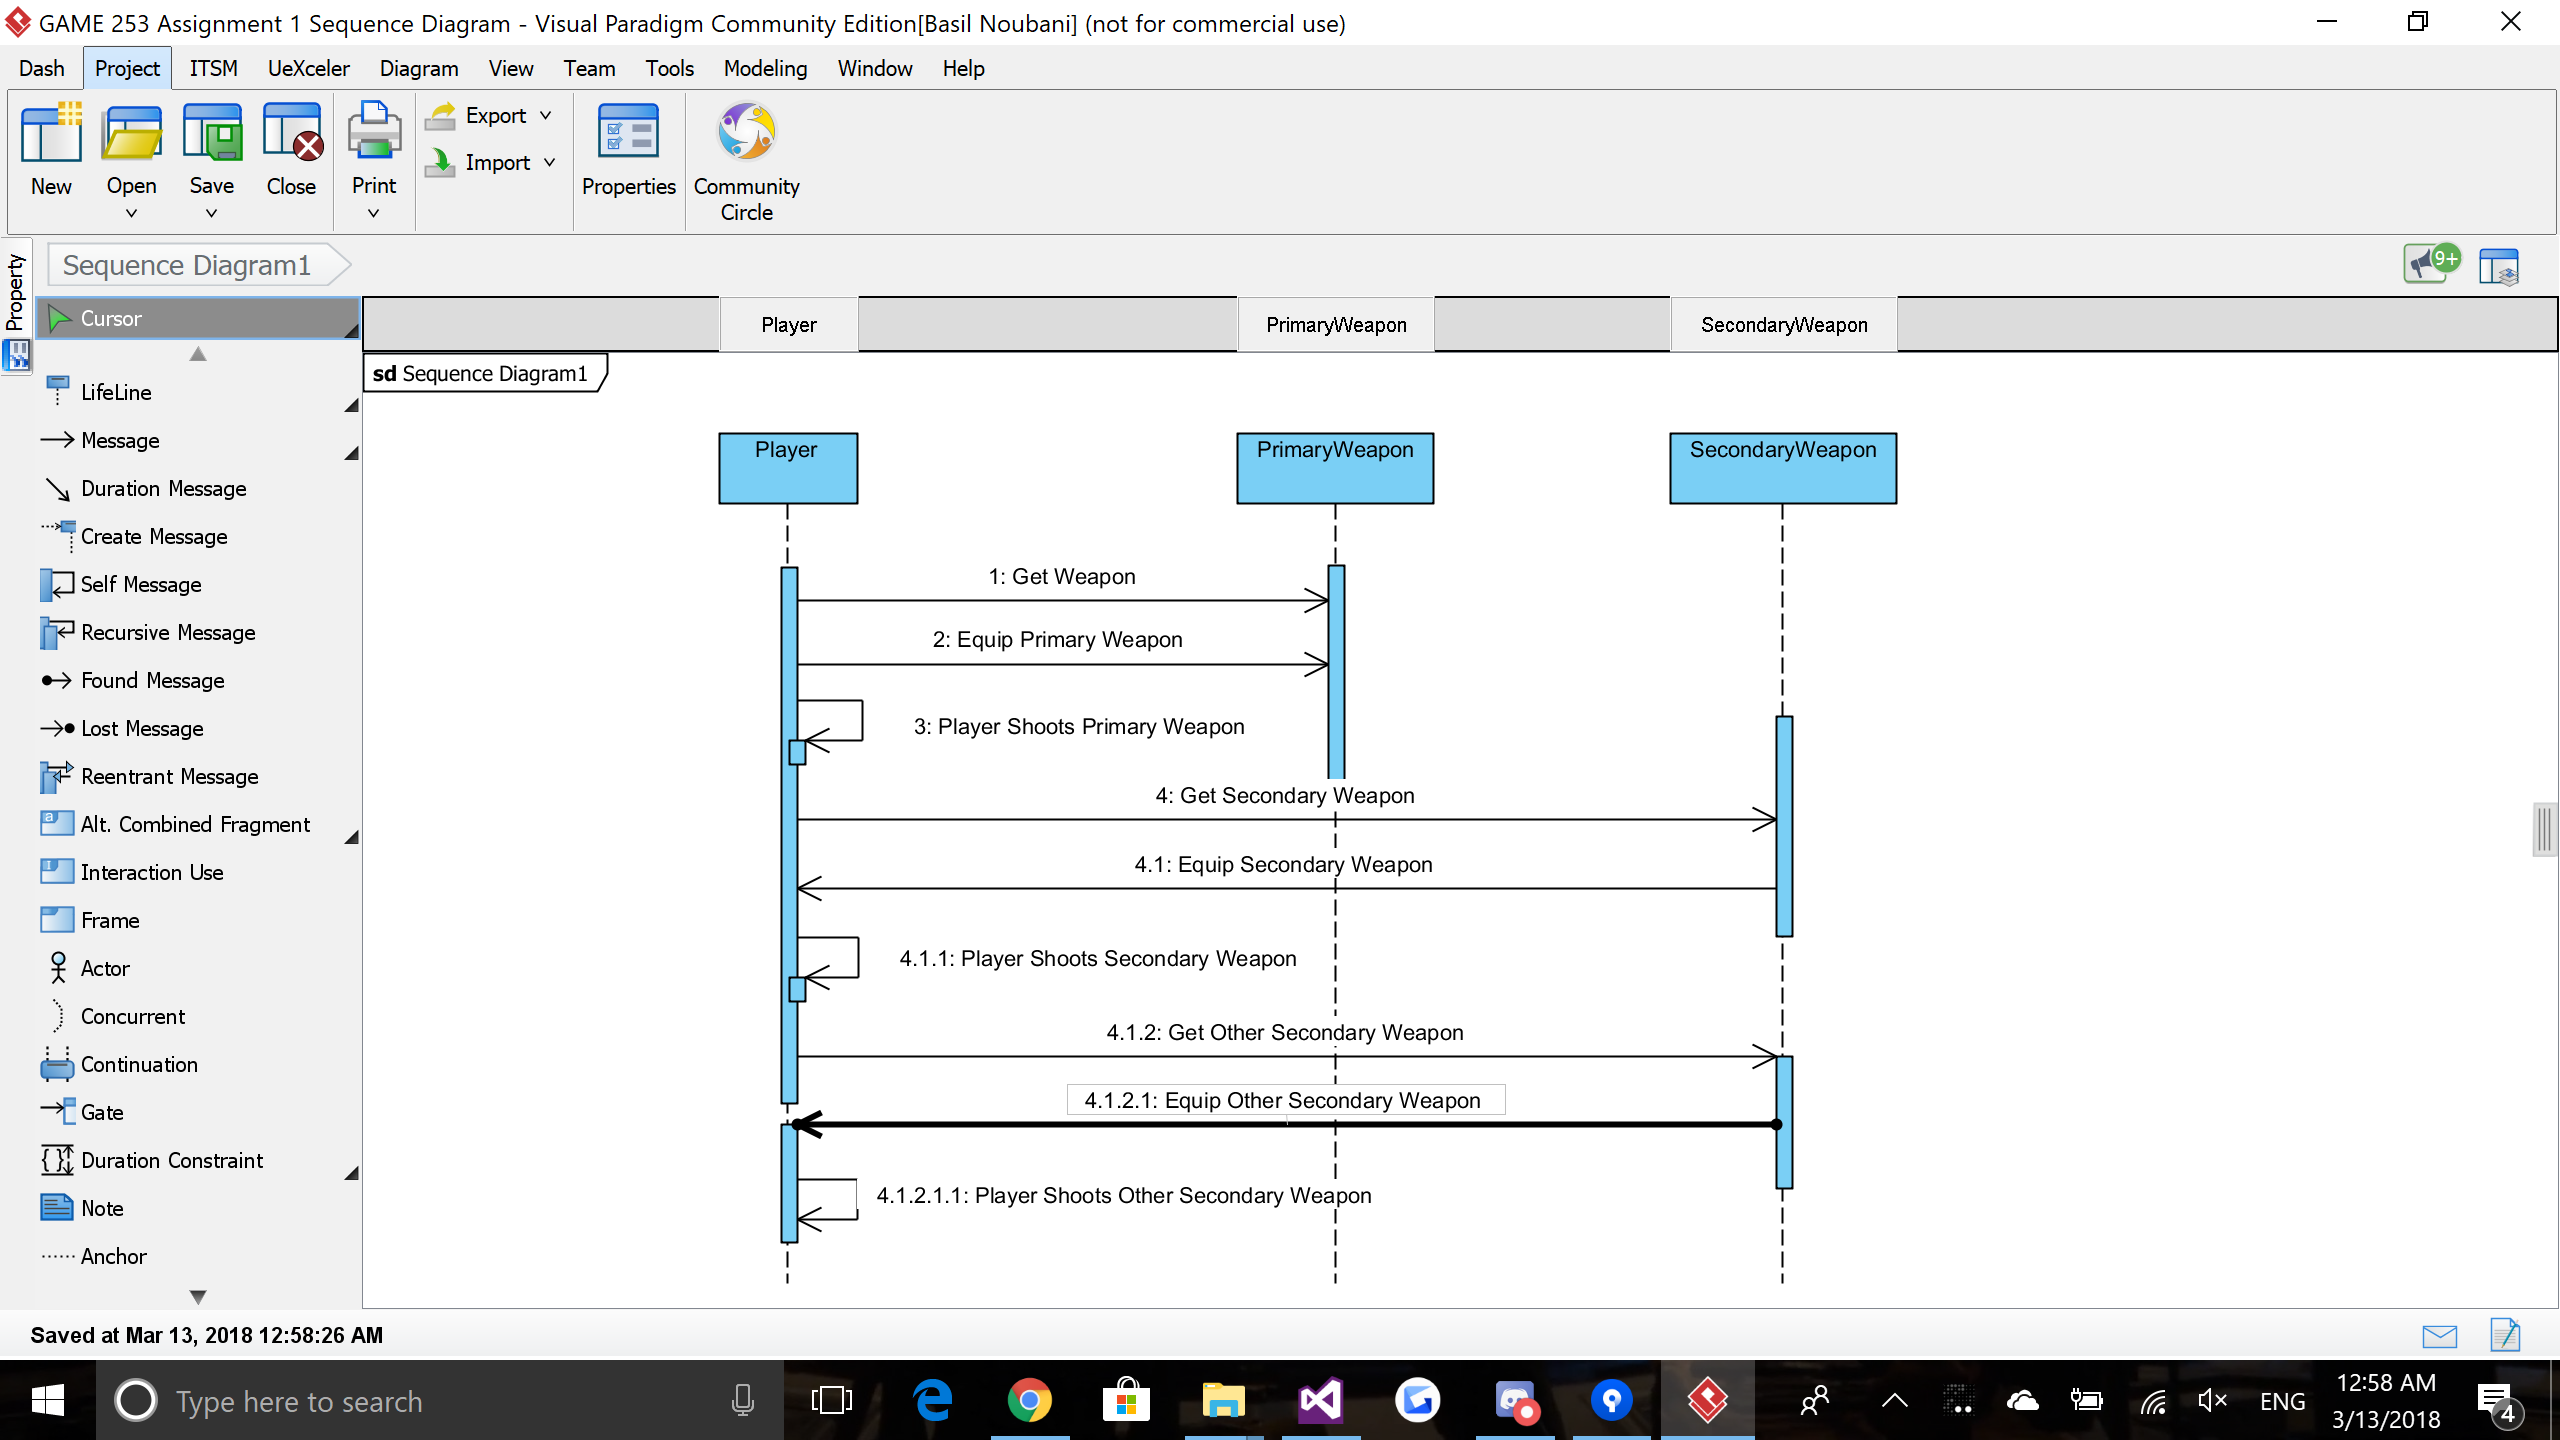 GAME 253 Assignment 1 Sequence Diagram - Visual Paradigm Community Edition[Basil Noubani] (not for commercial use)
Dash Project ITSM UeXceler Diagram View Team Tools Modeling Window Help
New Open Save Close Print Export Import Properties Community Circle
Property
Sequence Diagram1
9+
Cursor
Player PrimaryWeapon SecondaryWeapon
sd Sequence Diagram1
LifeLine
Message
Duration Message
Create Message
Self Message
Recursive Message
Found Message
Lost Message
Reentrant Message
Alt. Combined Fragment
Interaction Use
Frame
Actor
Concurrent
Continuation
Gate
Duration Constraint
Note
Anchor
Player PrimaryWeapon SecondaryWeapon
1: Get Weapon
2: Equip Primary Weapon
3: Player Shoots Primary Weapon
4: Get Secondary Weapon
4.1: Equip Secondary Weapon
4.1.1: Player Shoots Secondary Weapon
4.1.2: Get Other Secondary Weapon
4.1.2.1: Equip Other Secondary Weapon
4.1.2.1.1: Player Shoots Other Secondary Weapon
Saved at Mar 13, 2018 12:58:26 AM
Type here to search
ENG
12:58 AM
3/13/2018
4